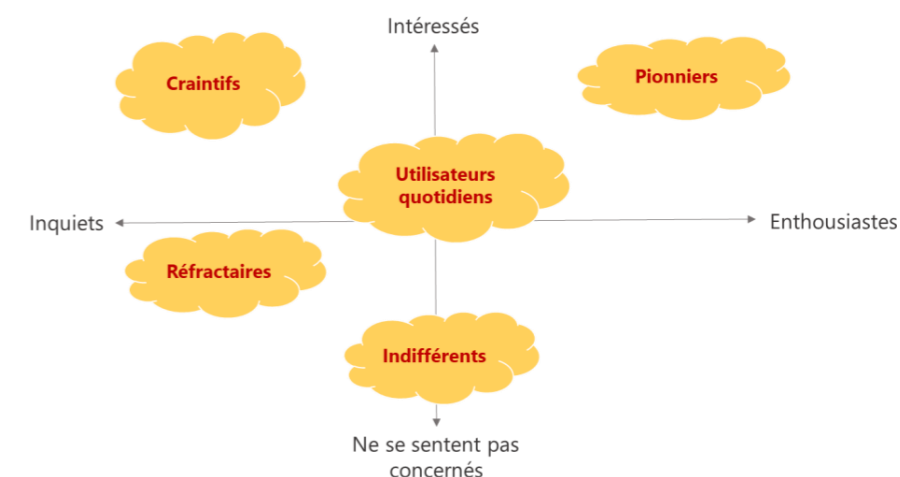 Intéressés
Craintifs
Pionniers
Utilisateurs
quotidiens
Inquiets
Enthousiastes
Réfractaires
Indifférents
Ne se sentent pas
concernés